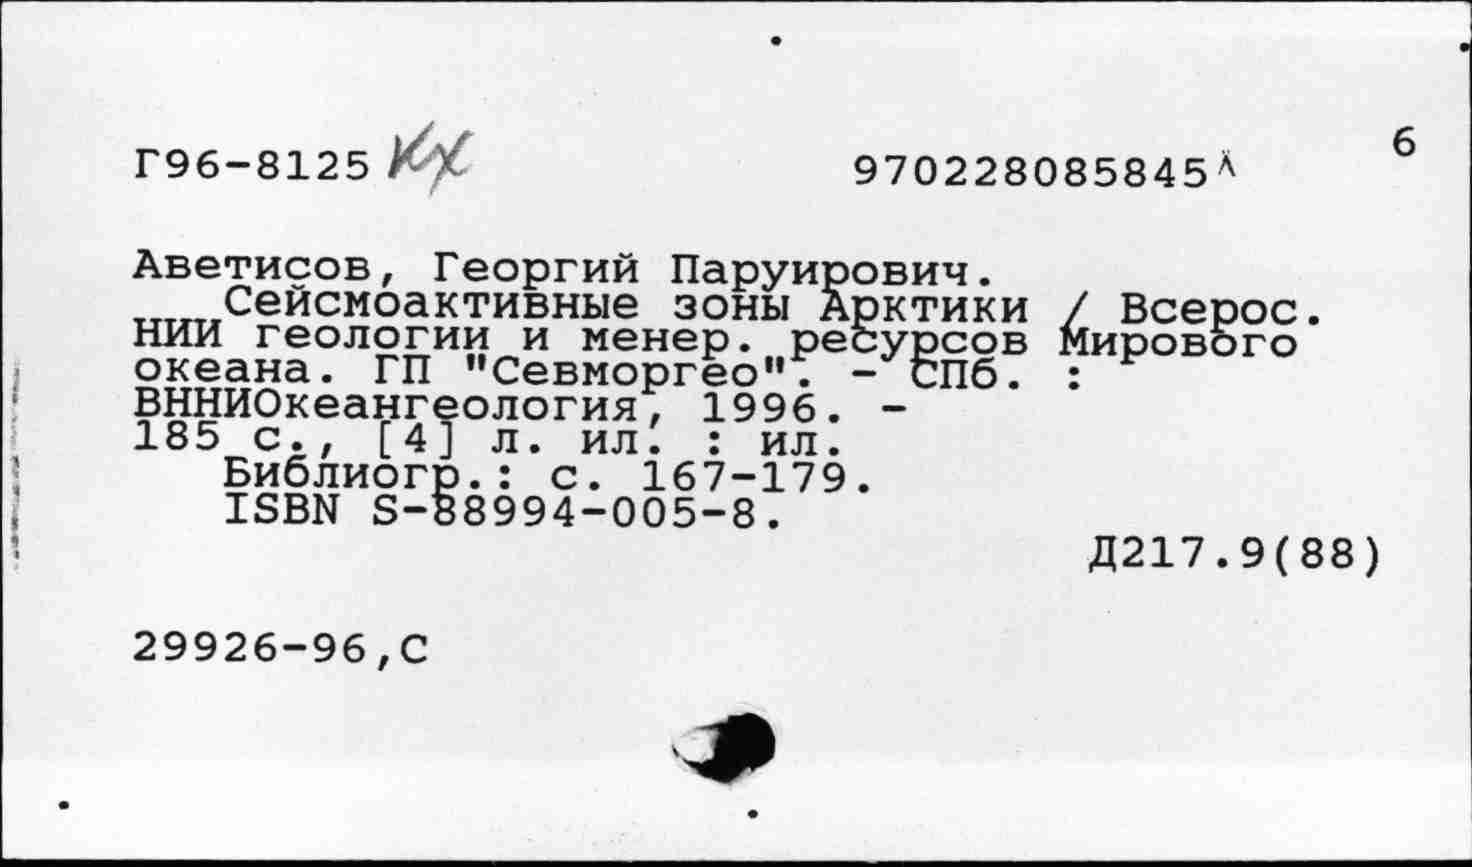 6
Г96-8125 Кх 970228085845
Аветисов, Георгий Паруирович.
Сейсмоактивные зоны Арктики / Всерос.
НИИ геологии и менер. ресурсов Мирового
океана. ГП "Севморгео". - СПб. :
ВННИОкеангеология, 1996. -
185 с., [4] л. ил. : ил.
Библиогр.: с. 167-179.
ISBN S-88994-005-8.
Д217.9(88)
29926-96,С